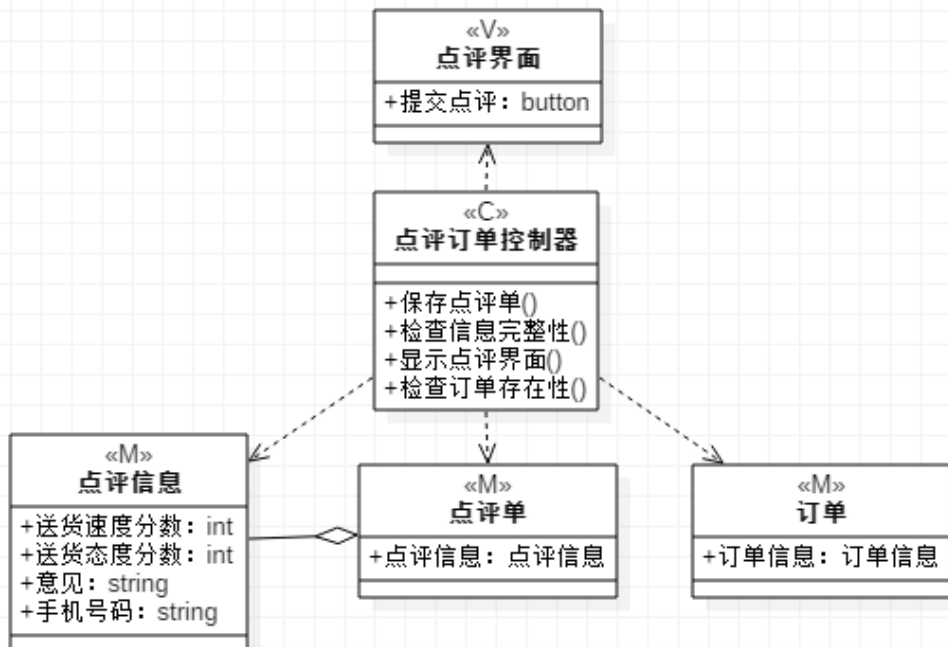 «V»
点评界面
+提交点评：button
«C»
点评订单控制器
+保存点评单()
+检查信息完整性()
+显示点评界面()
+检查订单存在性()
«M»
点评信息
+送货速度分数：int
+送货态度分数：int
+意见：string
+手机号码：string
«M»
点评单
+点评信息：点评信息
«M»
订单
+订单信息：订单信息